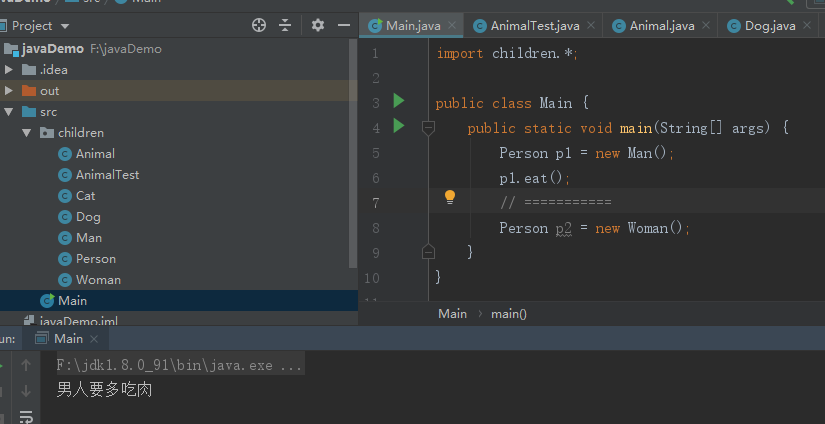 javaDemo
src
Main
Project
Main.java
AnimalTest.java
Animal.java
Dog.java
javaDemo F:\javaDemo
.idea
out
src
children
Animal
AnimalTest
Cat
Dog
Man
Person
Woman
Main
javaDemo.iml
1 import children.*;
2
3 public class Main {
4 public static void main(String[] args) {
5 Person p1 = new Man();
6 p1.eat();
7 // ===========
8 Person p2 = new Woman();
9 }
10 }
Main > main()
un: Main
F:\jdk1.8.0_91\bin\java.exe ...
男人要多吃肉